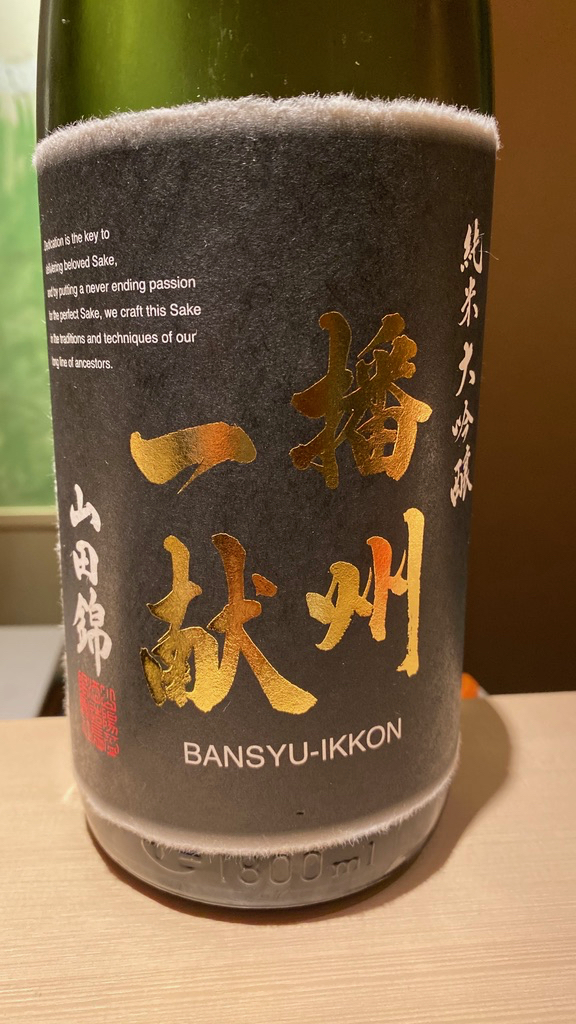 純米大吟醸
播州
一献
BANSYU-IKKON
Dedication is the key to
delivering beloved Sake,
and by putting a never ending passion
to the perfect Sake, we craft this Sake
in the traditions and techniques of our
long line of ancestors.
山田錦
1800ml